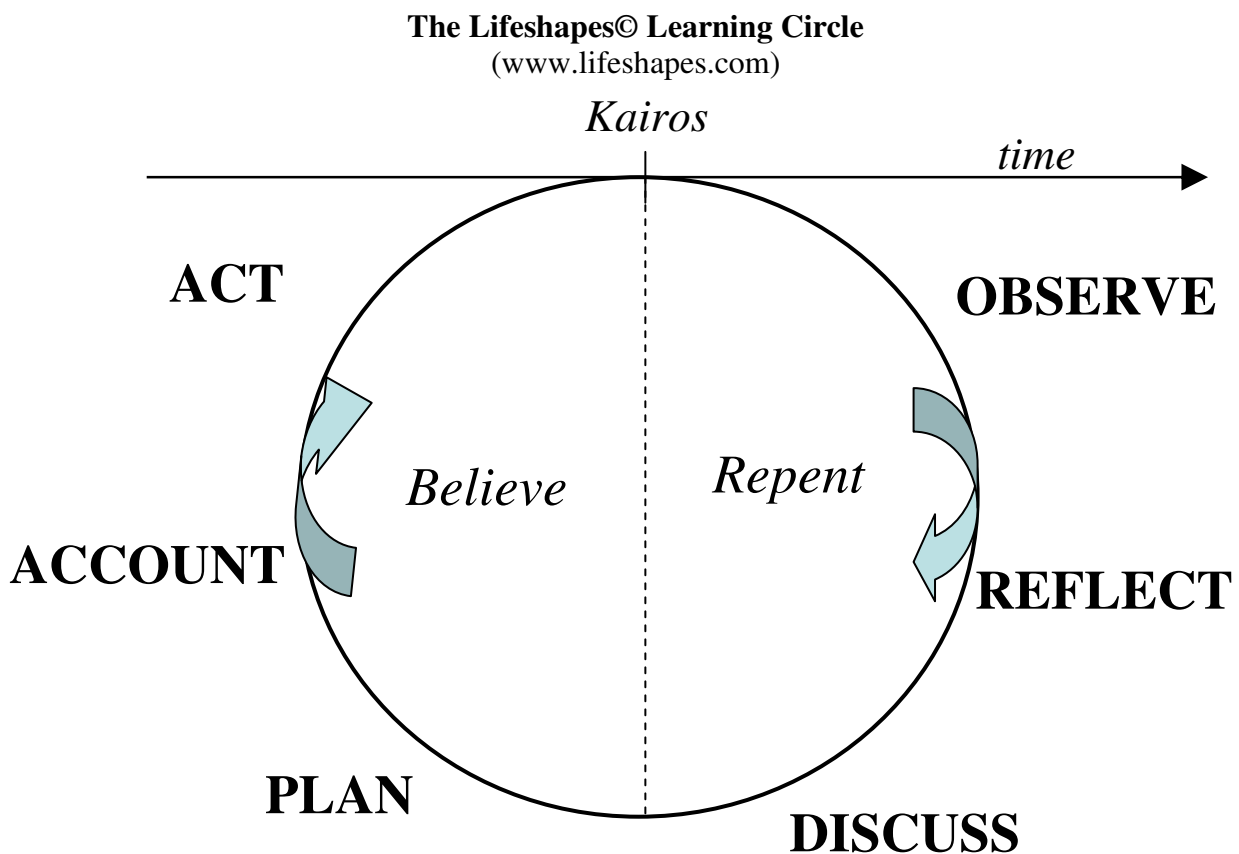 The Lifeshapes© Learning Circle
(www.lifeshapes.com)
Kairos
time
ACT
OBSERVE
Believe
Repent
ACCOUNT
REFLECT
PLAN
DISCUSS